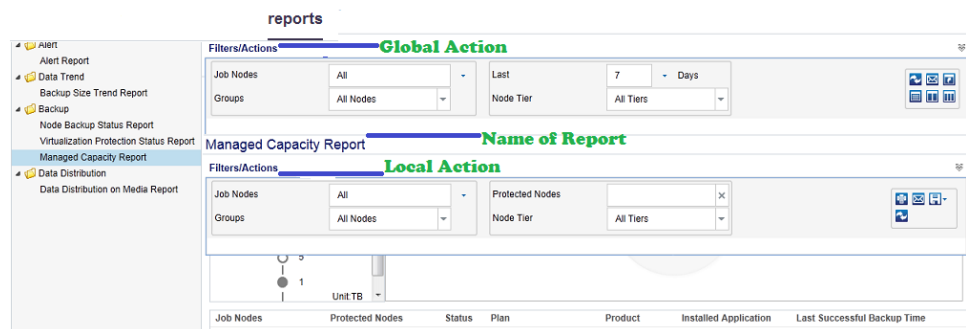 reports
Alert
Alert Report
Data Trend
Backup Size Trend Report
Backup
Node Backup Status Report
Virtualization Protection Status Report
Managed Capacity Report
Data Distribution
Data Distribution on Media Report
Filters/Actions Global Action
Job Nodes All Last 7 Days
Groups All Nodes Node Tier All Tiers
Managed Capacity Report Name of Report
Filters/Actions Local Action
Job Nodes All Protected Nodes
Groups All Nodes Node Tier All Tiers
5
1
Unit:TB
Job Nodes Protected Nodes Status Plan Product Installed Application Last Successful Backup Time